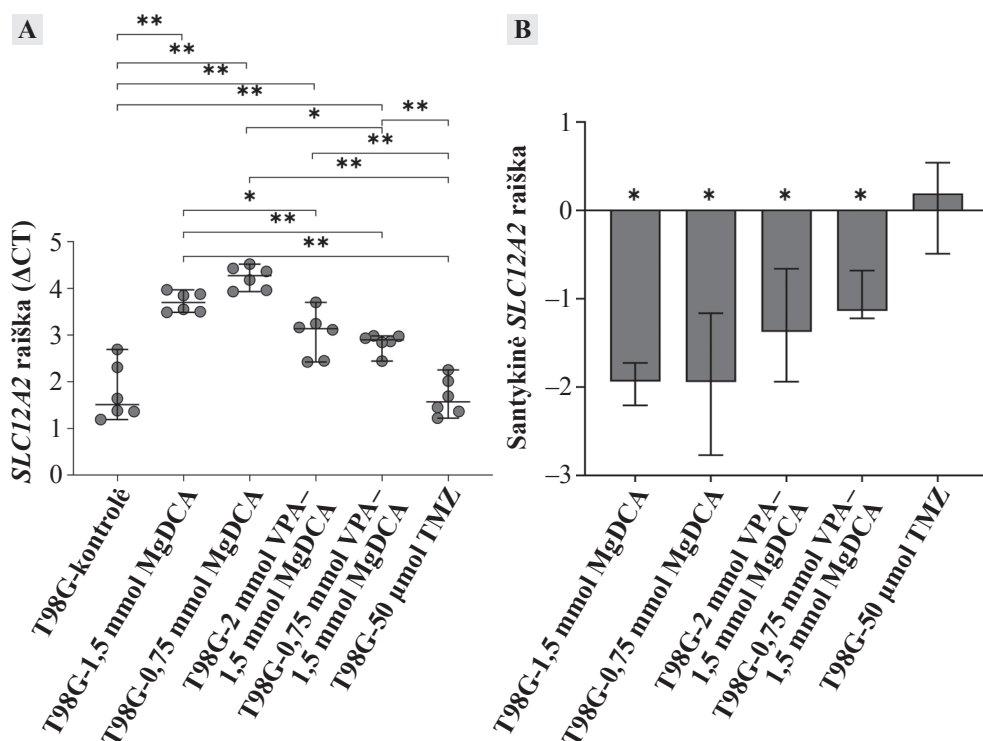 A
**
**
**
**
* **
**
**
*
**
**
SLC12A2 raiška (ΔCT)
5
4
3
2
1
0
T98G-kontrolė
T98G-1,5 mmol MgDCA
T98G-0,75 mmol MgDCA
T98G-2 mmol VPA–
1,5 mmol MgDCA
T98G-0,75 mmol VPA–
1,5 mmol MgDCA
T98G-50 µmol TMZ
B
Santykinė SLC12A2 raiška
1
0
–1
–2
–3
* * * *
T98G-1,5 mmol MgDCA
T98G-0,75 mmol MgDCA
T98G-2 mmol VPA–
1,5 mmol MgDCA
T98G-0,75 mmol VPA–
1,5 mmol MgDCA
T98G-50 µmol TMZ